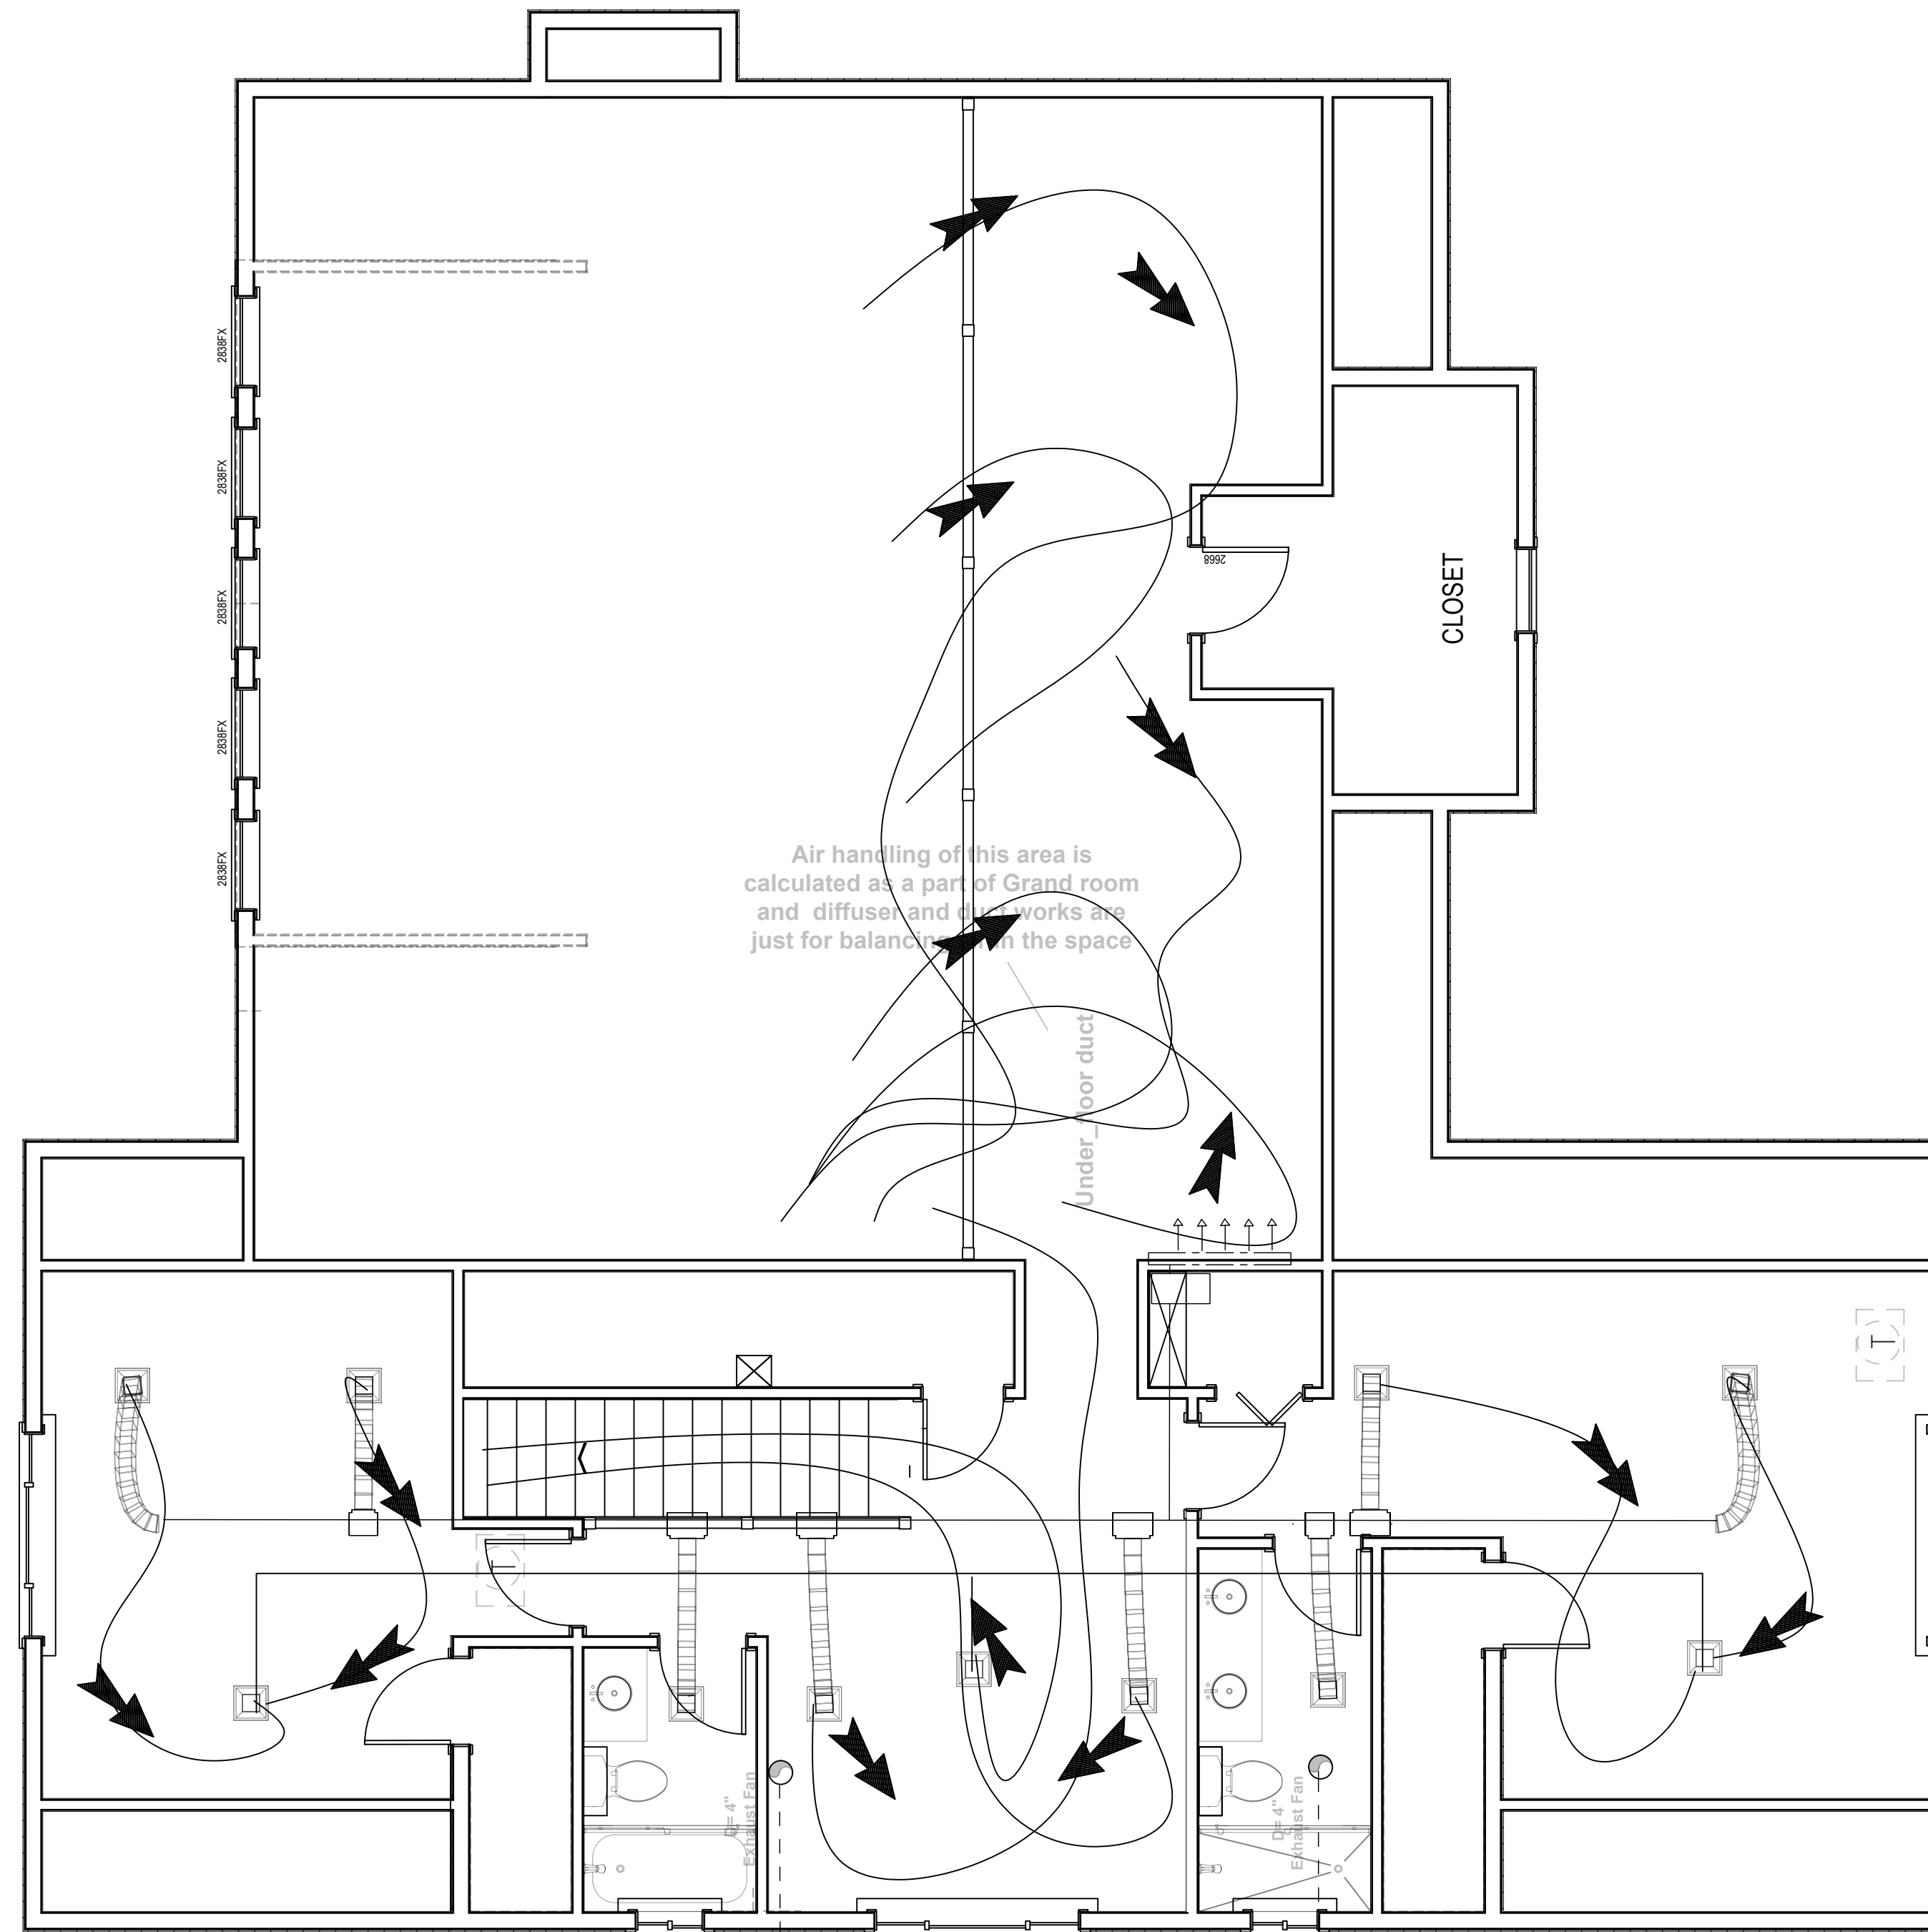 2838FX
2838FX
2838FX
2838FX
2838FX
2668
CLOSET
Air handling of this area is
calculated as a part of Grand room
and diffuser and duct works are
just for balancing in the space
Under_floor duct
T
T
D= 4"
Exhaust Fan
D= 4"
Exhaust Fan